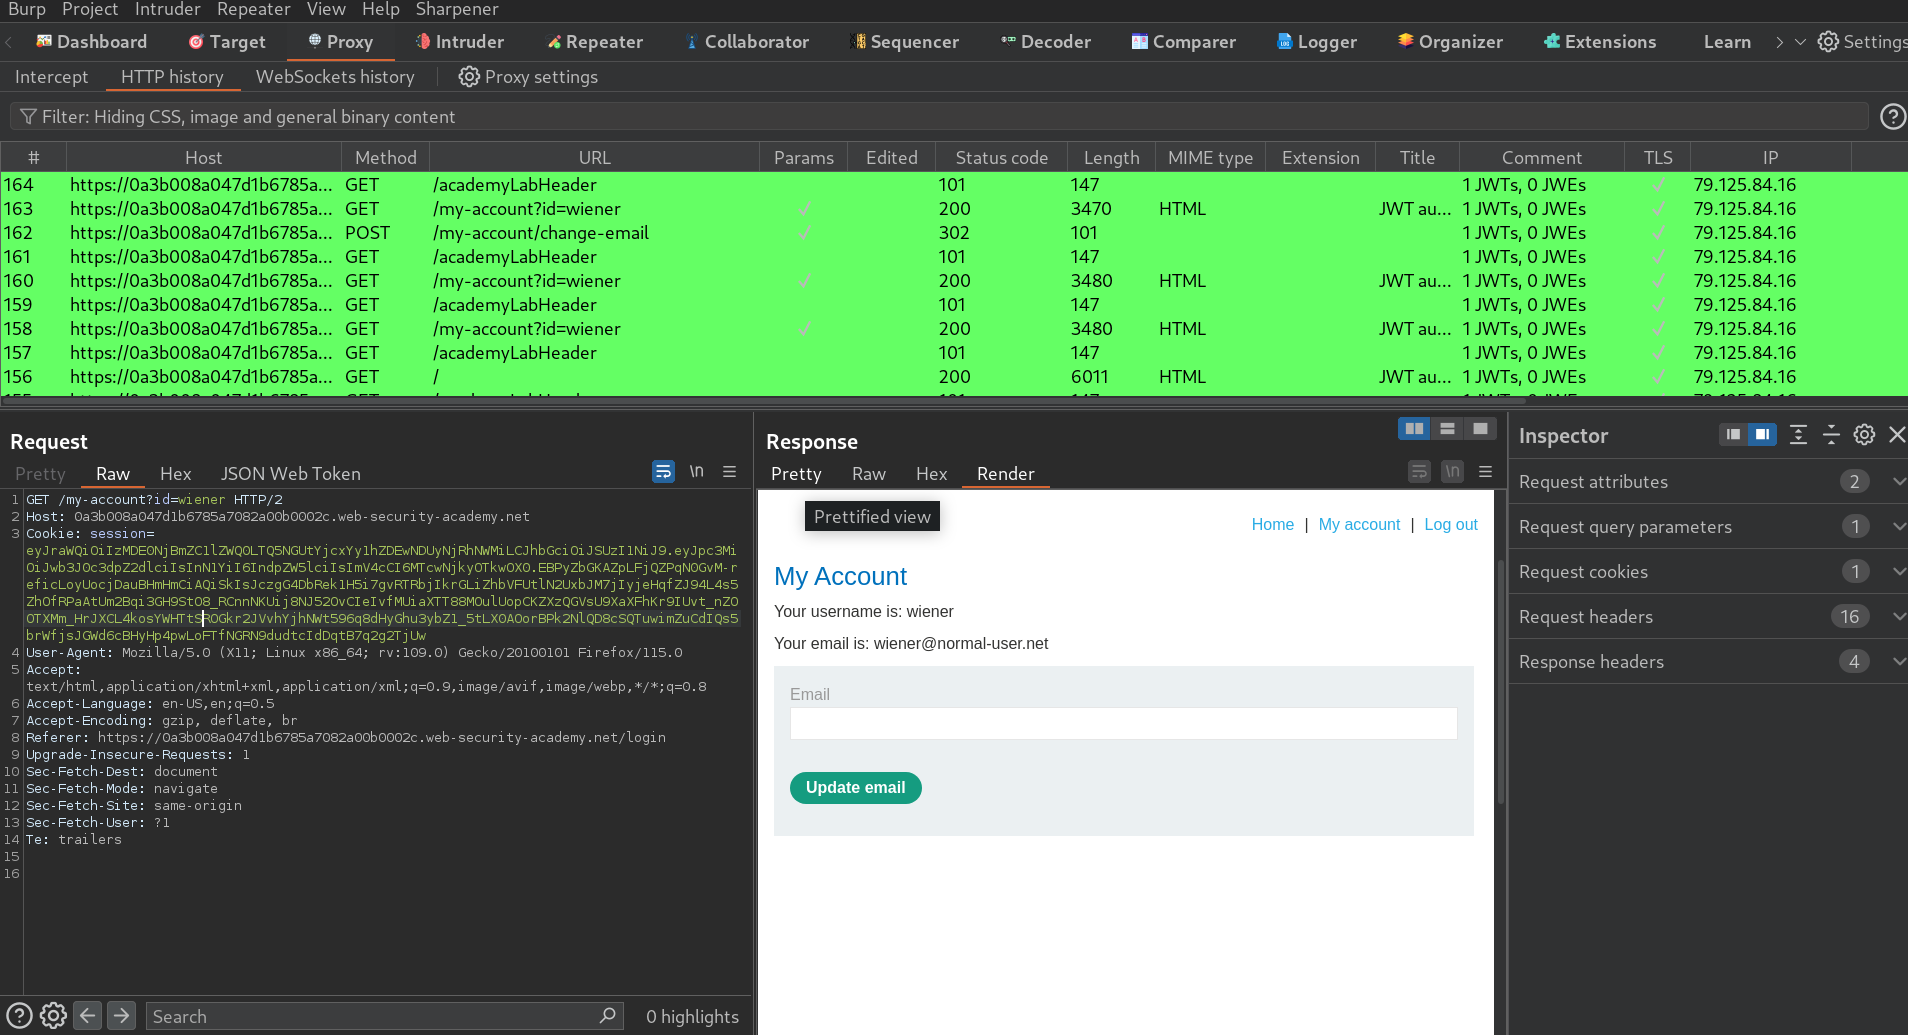 Burp Project Intruder Repeater View Help Sharpener
Dashboard Target Proxy Intruder Repeater Collaborator Sequencer Decoder Comparer Logger Organizer Extensions Learn Settings
Intercept HTTP history WebSockets history Proxy settings
Filter: Hiding CSS, image and general binary content
# Host Method URL Params Edited Status code Length MIME type Extension Title Comment TLS IP
164 https://0a3b008a047d1b6785a... GET /academyLabHeader 101 147 1 JWTs, 0 JWEs ✓ 79.125.84.16
163 https://0a3b008a047d1b6785a... GET /my-account?id=wiener ✓ 200 3470 HTML JWT au... 1 JWTs, 0 JWEs ✓ 79.125.84.16
162 https://0a3b008a047d1b6785a... POST /my-account/change-email ✓ 302 101 1 JWTs, 0 JWEs ✓ 79.125.84.16
161 https://0a3b008a047d1b6785a... GET /academyLabHeader 101 147 1 JWTs, 0 JWEs ✓ 79.125.84.16
160 https://0a3b008a047d1b6785a... GET /my-account?id=wiener ✓ 200 3480 HTML JWT au... 1 JWTs, 0 JWEs ✓ 79.125.84.16
159 https://0a3b008a047d1b6785a... GET /academyLabHeader 101 147 1 JWTs, 0 JWEs ✓ 79.125.84.16
158 https://0a3b008a047d1b6785a... GET /my-account?id=wiener ✓ 200 3480 HTML JWT au... 1 JWTs, 0 JWEs ✓ 79.125.84.16
157 https://0a3b008a047d1b6785a... GET /academyLabHeader 101 147 1 JWTs, 0 JWEs ✓ 79.125.84.16
156 https://0a3b008a047d1b6785a... GET / 200 6011 HTML JWT au... 1 JWTs, 0 JWEs ✓ 79.125.84.16
Request
Pretty Raw Hex JSON Web Token \n
1 GET /my-account?id=wiener HTTP/2
2 Host: 0a3b008a047d1b6785a7082a00b0002c.web-security-academy.net
3 Cookie: session=
eyJraWQiOiIzMDE0NjBmZC1lZWQ0LTQ5NGUtYjcxYy1hZDEwNDUyNjRhNWMiLCJhbGciOiJSUzI1NiJ9.eyJpc3Mi
OiJwb3J0c3dpZ2dlciIsInN1YiI6IndpZW5lciIsImV4cCI6MTcwNjkyOTkwOX0.EBPyZbGKAZpLFjQZPqNOGvM-r
eficLoyUocjDauBHmHmCiAQiSkIsJczgG4DbRek1H5i7gvRTRbjIkrGLiZhbVFUtlN2UxbJM7jIyjeHqfZJ94L4s5
ZhOfRPaAtUm2Bqi3GH9StO8_RCnnNKUij8NJ52OvCIeIvfMUiaXTT88MOulUopCKZXzQGVsU9XaXFhKr9IUvt_nZO
OTXMm_HrJXCL4kosYWHTtSROGkr2JVvhYjhNWt596q8dHyGhu3ybZ1_5tLXOAOorBPk2NlQD8cSQTuwimZuCdIQs5
brWfjsJGWd6cBHyHp4pwLoFTfNGRN9dudtcIdDqtB7q2g2TjUw
4 User-Agent: Mozilla/5.0 (X11; Linux x86_64; rv:109.0) Gecko/20100101 Firefox/115.0
5 Accept:
text/html,application/xhtml+xml,application/xml;q=0.9,image/avif,image/webp,*/*;q=0.8
6 Accept-Language: en-US,en;q=0.5
7 Accept-Encoding: gzip, deflate, br
8 Referer: https://0a3b008a047d1b6785a7082a00b0002c.web-security-academy.net/login
9 Upgrade-Insecure-Requests: 1
10 Sec-Fetch-Dest: document
11 Sec-Fetch-Mode: navigate
12 Sec-Fetch-Site: same-origin
13 Sec-Fetch-User: ?1
14 Te: trailers
15
16
Search 0 highlights
Response
Pretty Raw Hex Render \n
Prettified view
Home | My account | Log out
My Account
Your username is: wiener
Your email is: wiener@normal-user.net
Email
Update email
Inspector
Request attributes 2
Request query parameters 1
Request cookies 1
Request headers 16
Response headers 4